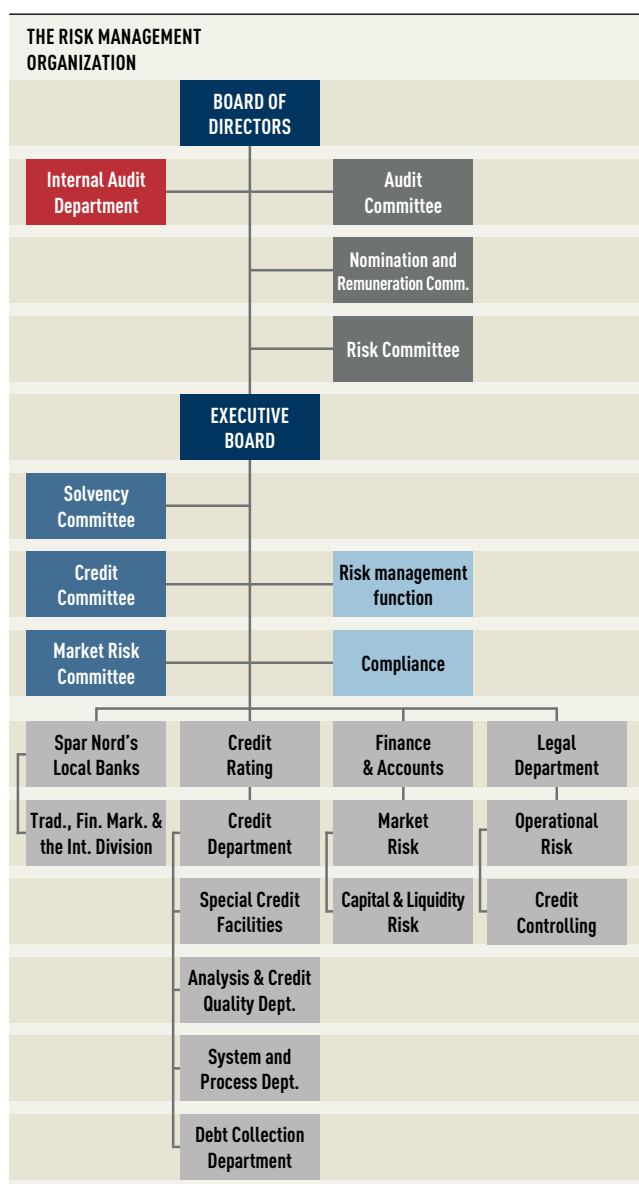 THE RISK MANAGEMENT
ORGANIZATION
BOARD OF
DIRECTORS
Internal Audit
Department
Audit
Committee
Nomination and
Remuneration Comm.
Risk Committee
EXECUTIVE
BOARD
Solvency
Committee
Credit
Committee
Risk management
function
Market Risk
Committee
Compliance
Spar Nord's
Local Banks
Credit
Rating
Finance
& Accounts
Legal
Department
Trad., Fin. Mark. &
the Int. Division
Credit
Department
Market
Risk
Operational
Risk
Special Credit
Facilities
Capital & Liquidity
Risk
Credit
Controlling
Analysis & Credit
Quality Dept.
System and
Process Dept.
Debt Collection
Department